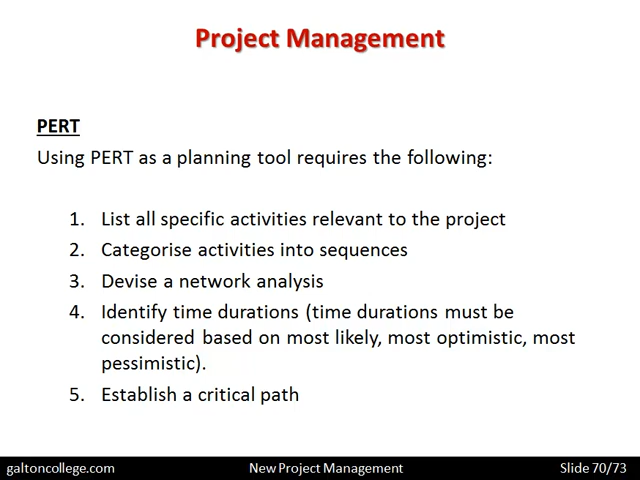 Project Management
PERT
Using PERT as a planning tool requires the following:
1. List all specific activities relevant to the project
2. Categorise activities into sequences
3. Devise a network analysis
4. Identify time durations (time durations must be
considered based on most likely, most optimistic, most
pessimistic).
5. Establish a critical path
galtoncollege.com New Project Management Slide 70/73